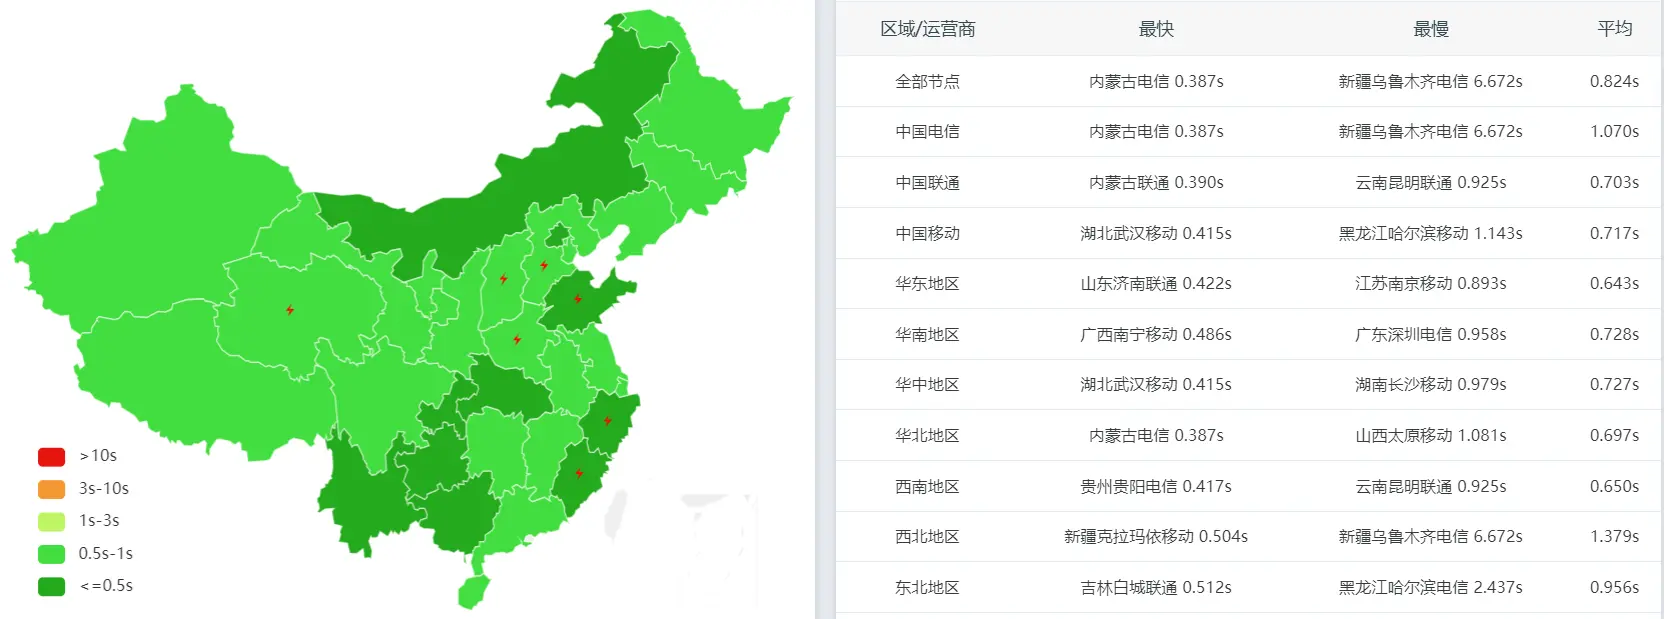 >10s
3s-10s
1s-3s
0.5s-1s
<=0.5s
区域/运营商 最快 最慢 平均
全部节点 内蒙古电信 0.387s 新疆乌鲁木齐电信 6.672s 0.824s
中国电信 内蒙古电信 0.387s 新疆乌鲁木齐电信 6.672s 1.070s
中国联通 内蒙古联通 0.390s 云南昆明联通 0.925s 0.703s
中国移动 湖北武汉移动 0.415s 黑龙江哈尔滨移动 1.143s 0.717s
华东地区 山东济南联通 0.422s 江苏南京移动 0.893s 0.643s
华南地区 广西南宁移动 0.486s 广东深圳电信 0.958s 0.728s
华中地区 湖北武汉移动 0.415s 湖南长沙移动 0.979s 0.727s
华北地区 内蒙古电信 0.387s 山西太原移动 1.081s 0.697s
西南地区 贵州贵阳电信 0.417s 云南昆明联通 0.925s 0.650s
西北地区 新疆克拉玛依移动 0.504s 新疆乌鲁木齐电信 6.672s 1.379s
东北地区 吉林白城联通 0.512s 黑龙江哈尔滨电信 2.437s 0.956s